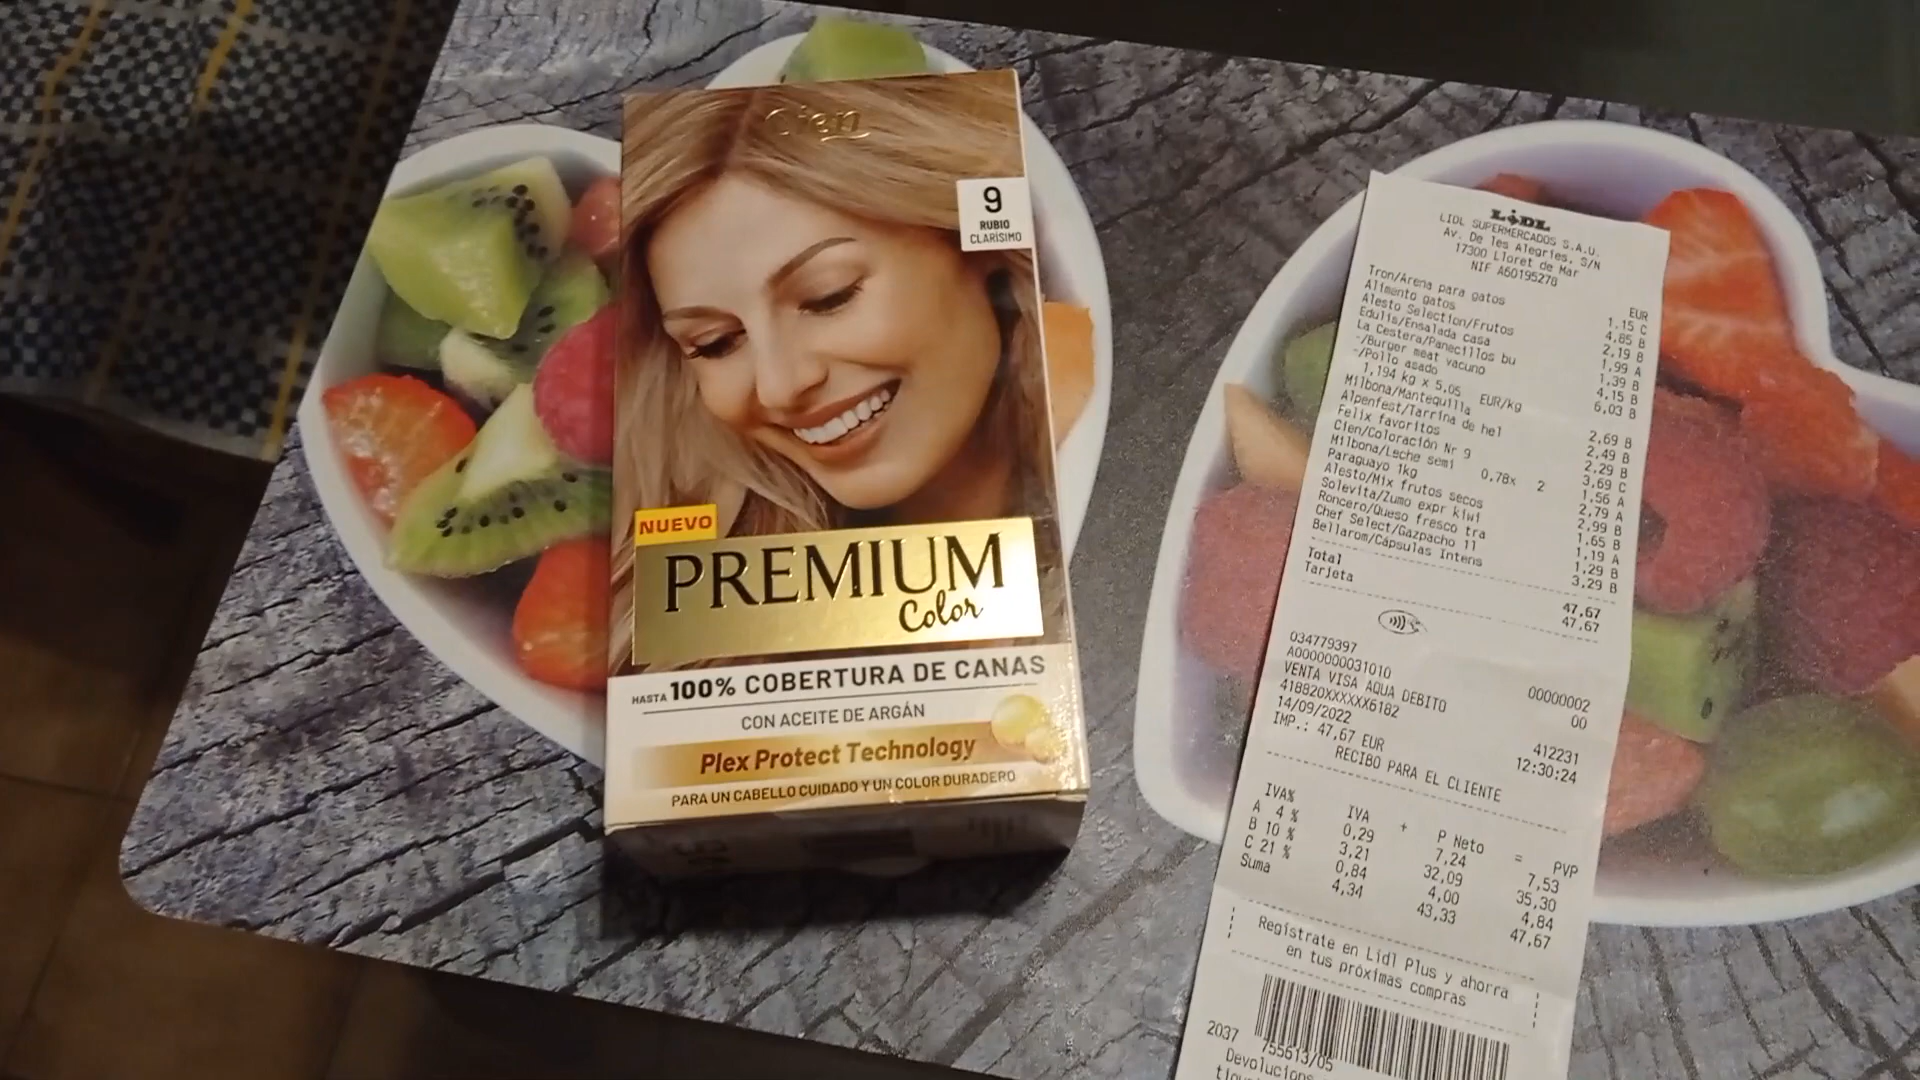 Cien
9
RUBIO
CLARÍSIMO
NUEVO
PREMIUM
Color
HASTA 100% COBERTURA DE CANAS
CON ACEITE DE ARGÁN
Plex Protect Technology
PARA UN CABELLO CUIDADO Y UN COLOR DURADERO
LIDL
LIDL SUPERMERCADOS S.A.U.
Av. De les Alegries, S/N
17300 Lloret de Mar
NIF A60195278
EUR
Tron/Arena para gatos 1,15 C
Alimento gatos 4,85 B
Alesto Selection/Frutos 2,19 B
Edulis/Ensalada casa 1,99 A
La Cestera/Panecillos bu 1,39 B
-/Burger meat vacuno 4,15 B
-/Pollo asado 6,03 B
1,194 kg x 5,05 EUR/kg
Milbona/Mantequilla 2,69 B
Alpenfest/Tarrina de hel 2,49 B
Felix favoritos 2,29 B
Cien/Coloración Nr 9 3,69 C
Milbona/Leche semi 0,78x 2 1,56 A
Paraguayo 1kg 2,79 A
Alesto/Mix frutos secos 2,99 B
Solevita/Zumo expr kiwi 1,65 B
Roncero/Queso fresco tra 1,19 A
Chef Select/Gazpacho 1l 1,29 B
Bellarom/Cápsulas Intens 3,29 B
Total 47,67
Tarjeta 47,67
034779397 00000002
A0000000031010 00
VENTA VISA AQUA DEBITO
418820XXXXXX6182 412231
14/09/2022 12:30:24
IMP.: 47,67 EUR
RECIBO PARA EL CLIENTE
IVA% IVA + P Neto = PVP
A 4 % 0,29 7,24 7,53
B 10 % 3,21 32,09 35,30
C 21 % 0,84 4,00 4,84
Suma 4,34 43,33 47,67
Regístrate en Lidl Plus y ahorra
en tus próximas compras
2037 755613/05